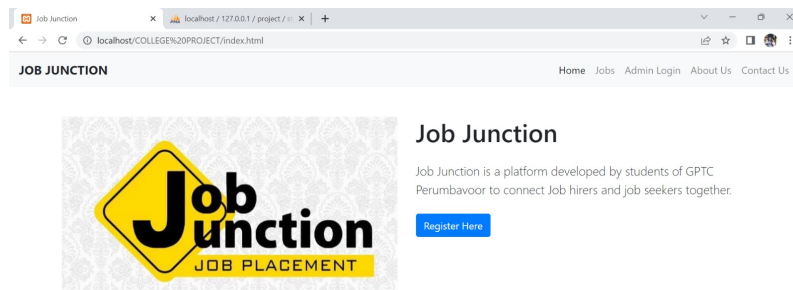 Job Junction
localhost / 127.0.0.1 / project / st
localhost/COLLEGE%20PROJECT/index.html
JOB JUNCTION
Home Jobs Admin Login About Us Contact Us
Job Junction
JOB PLACEMENT
Job Junction
Job Junction is a platform developed by students of GPTC
Perumbavoor to connect Job hirers and job seekers together.
Register Here